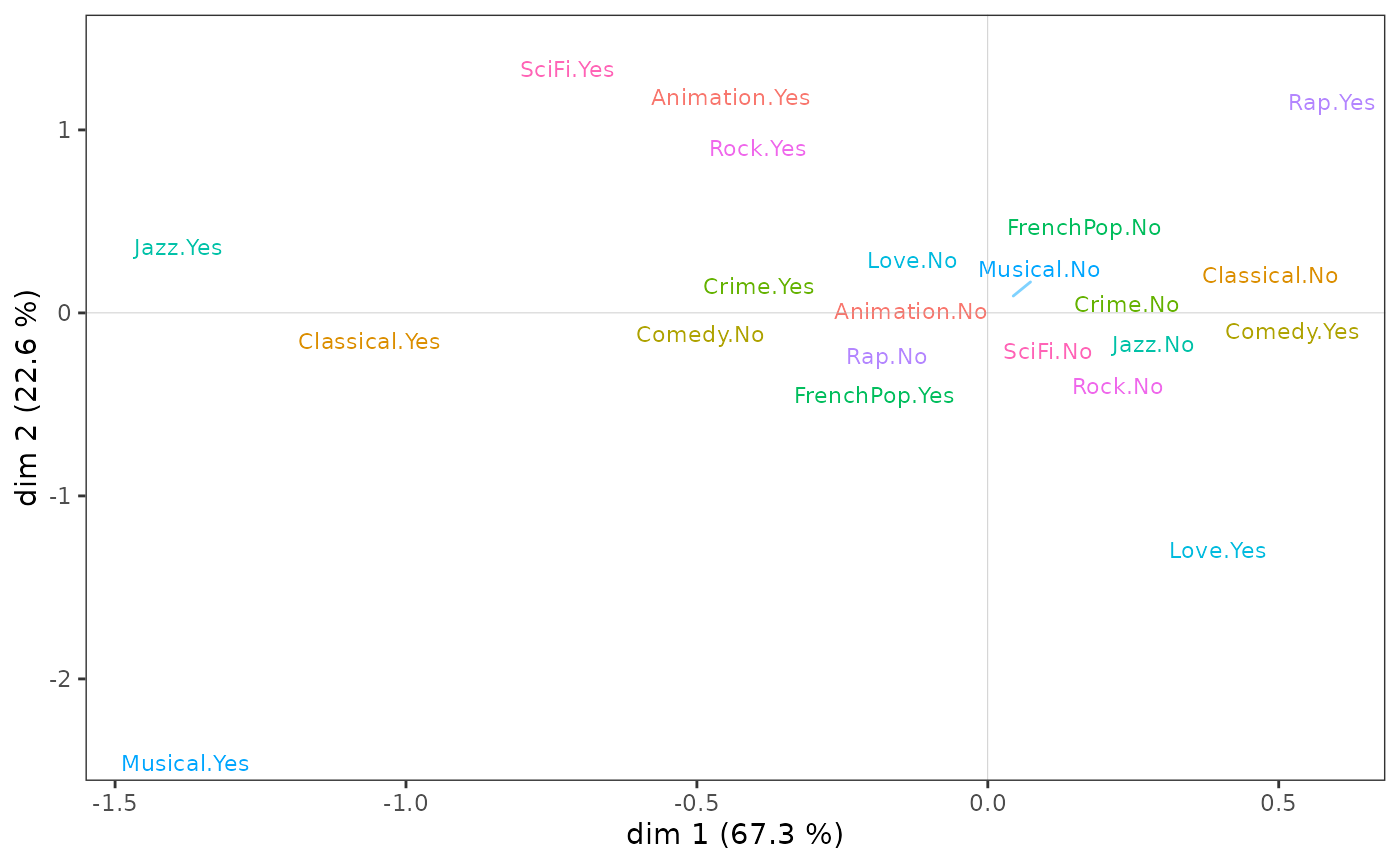 SciFi.Yes
Animation.Yes
Rap.Yes
1
Rock.Yes
FrenchPop.No
Jazz.Yes
Love.No
Musical.No
Classical.No
Crime.Yes
Crime.No
0
Animation.No
Comedy.No
Comedy.Yes
Classical.Yes
Jazz.No
SciFi.No
Rap.No
Rock.No
FrenchPop.Yes
dim 2 (22.6 %)
-1
Love.Yes
-2
Musical.Yes
-1.5 -1.0 -0.5 0.0 0.5
dim 1 (67.3 %)